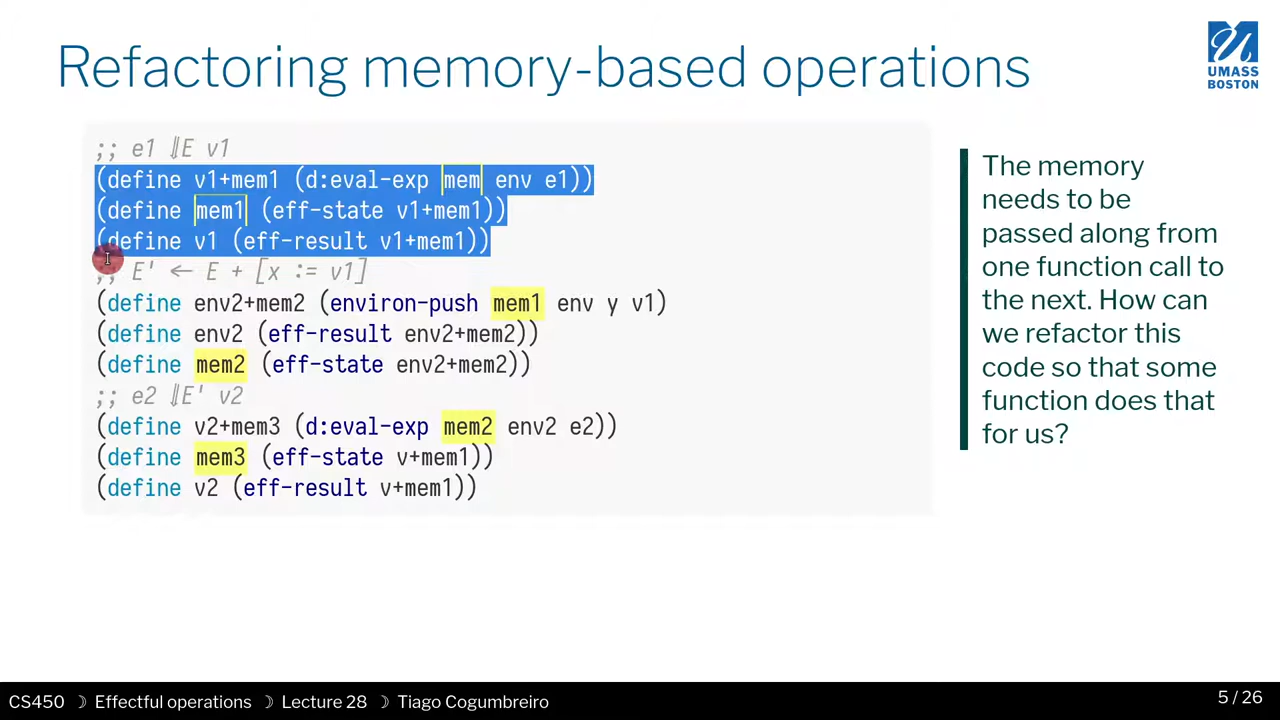 Refactoring memory-based operations
UMASS
BOSTON
;; e1 ⇓E v1
(define v1+mem1 (d:eval-exp mem env e1))
(define mem1 (eff-state v1+mem1))
(define v1 (eff-result v1+mem1))
;; E' ← E + [x := v1]
(define env2+mem2 (environ-push mem1 env y v1)
(define env2 (eff-result env2+mem2))
(define mem2 (eff-state env2+mem2))
;; e2 ⇓E' v2
(define v2+mem3 (d:eval-exp mem2 env2 e2))
(define mem3 (eff-state v+mem1))
(define v2 (eff-result v+mem1))
The memory
needs to be
passed along from
one function call to
the next. How can
we refactor this
code so that some
function does that
for us?
CS450 ☽ Effectful operations ☽ Lecture 28 ☽ Tiago Cogumbreiro
5 / 26